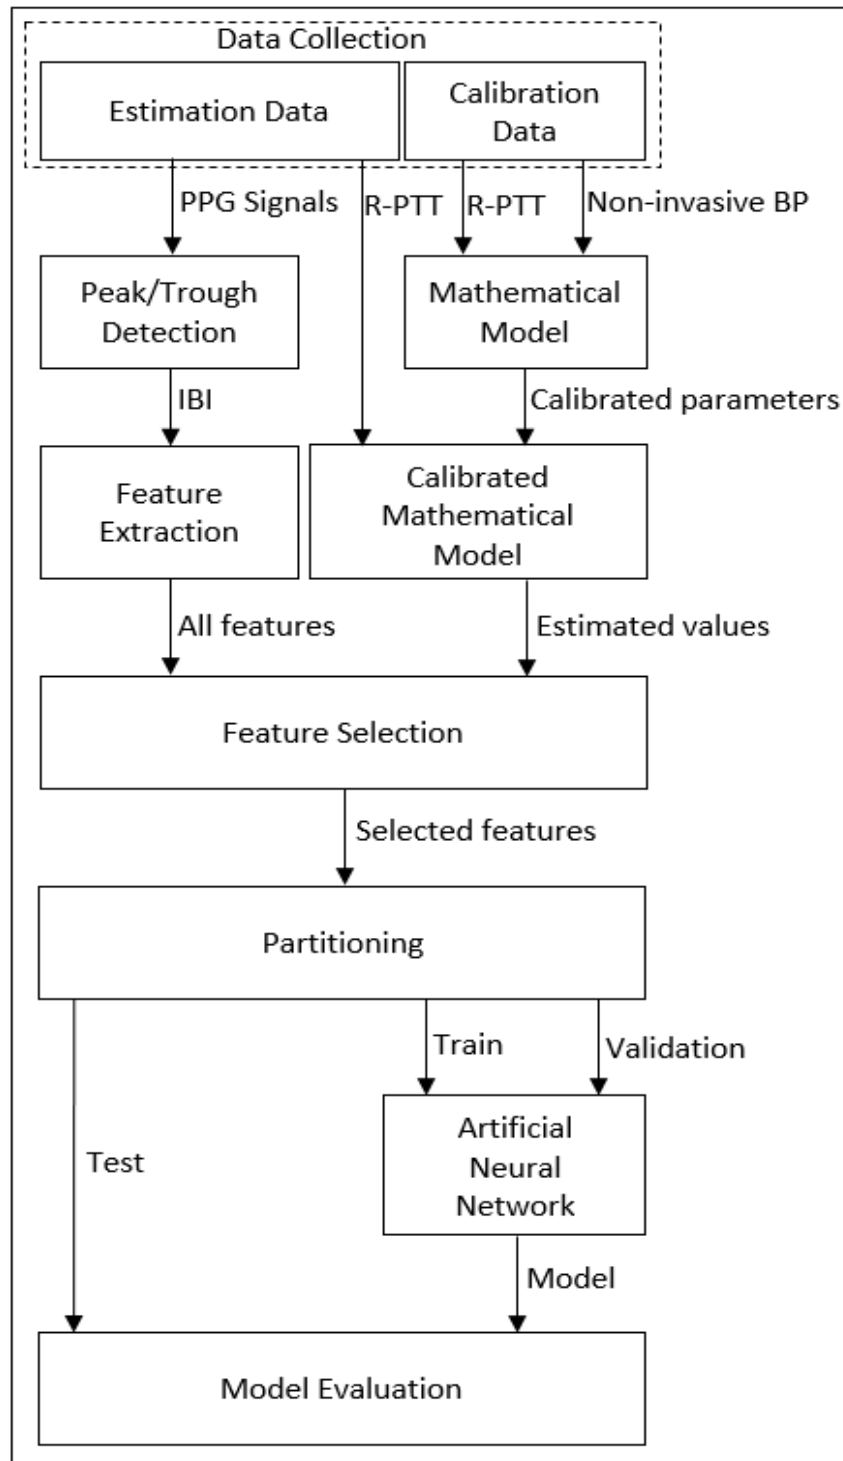 Data Collection
Estimation Data
Calibration
Data
PPG Signals
R-PTT
R-PTT
Non-invasive BP
Peak/Trough
Detection
Mathematical
Model
IBI
Calibrated parameters
Feature
Extraction
Calibrated
Mathematical
Model
All features
Estimated values
Feature Selection
Selected features
Partitioning
Train
Validation
Test
Artificial
Neural
Network
Model
Model Evaluation